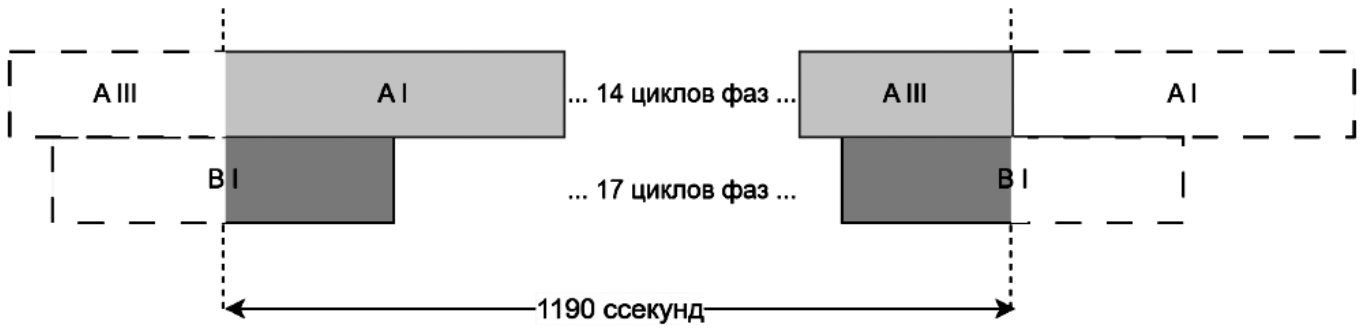 A III A I ... 14 циклов фаз ... A III A I
B I ... 17 циклов фаз ... B I
1190 ссекунд